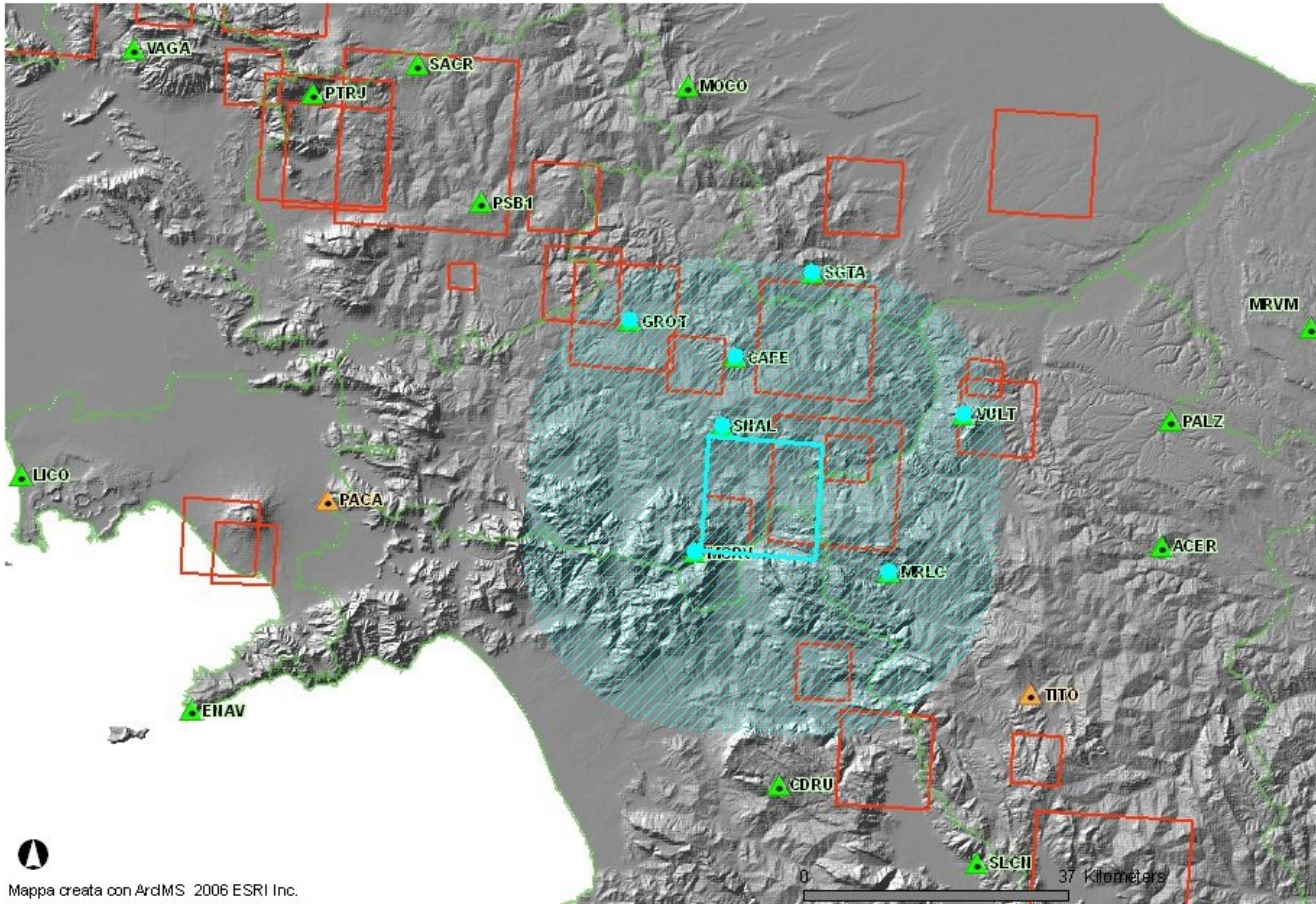 VAGA
SACR
PTRJ
MOCO
PSB1
SGTA
MRVM
GROT
CAFE
VULT
PALZ
SNAL
LICO
PACA
ACER
MSRV
MRLC
TITO
ENAV
CDRU
SLCN
0 37 Kilometers
Mappa creata con ArcIMS 2006 ESRI Inc.